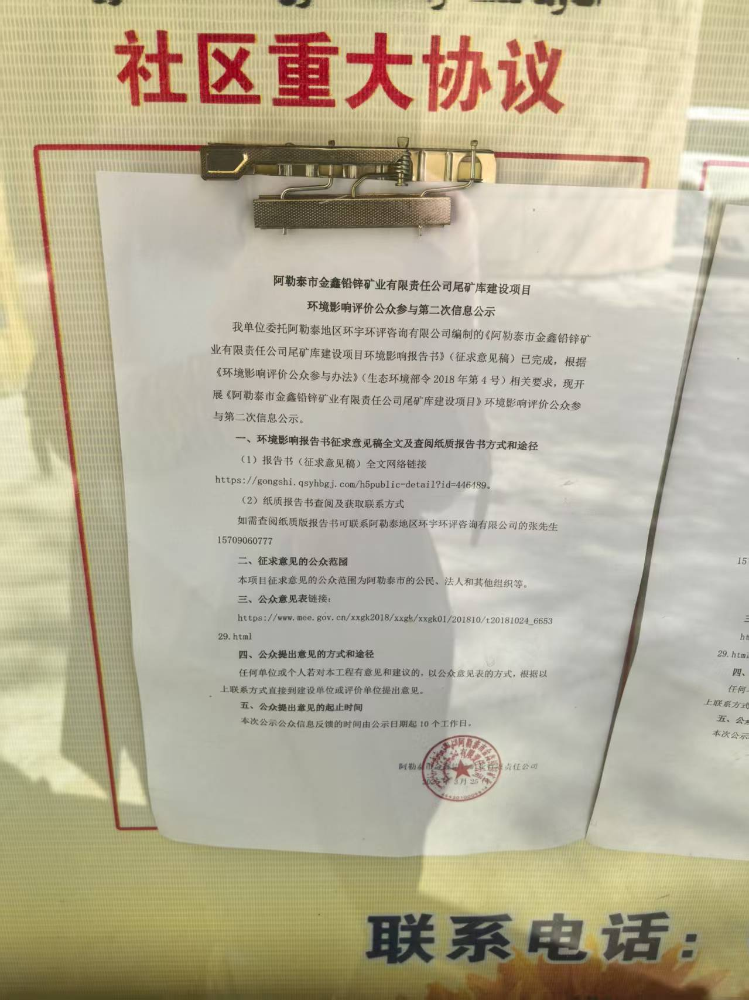 社区重大协议
阿勒泰市金鑫铅锌矿业有限责任公司尾矿库建设项目
环境影响评价公众参与第二次信息公示
我单位委托阿勒泰地区环宇环评咨询有限公司编制的《阿勒泰市金鑫铅锌矿
业有限责任公司尾矿库建设项目环境影响报告书》（征求意见稿）已完成，根据
《环境影响评价公众参与办法》（生态环境部令 2018 年第 4 号）相关要求，现开
展《阿勒泰市金鑫铅锌矿业有限责任公司尾矿库建设项目》环境影响评价公众参
与第二次信息公示。
一、环境影响报告书征求意见稿全文及查阅纸质报告书方式和途径
（1）报告书（征求意见稿）全文网络链接
https://gongshi.qsyhbgj.com/h5public-detail?id=446489。
（2）纸质报告书查阅及获取联系方式
如需查阅纸质版报告书可联系阿勒泰地区环宇环评咨询有限公司的张先生
15709060777
二、征求意见的公众范围
本项目征求意见的公众范围为阿勒泰市的公民、法人和其他组织等。
三、公众意见表链接：
https://www.mee.gov.cn/xxgk2018/xxgk/xxgk01/201810/t20181024_6653
29.html
四、公众提出意见的方式和途径
任何单位或个人若对本工程有意见和建议的，以公众意见表的方式，根据以
上联系方式直接到建设单位或评价单位提出意见。
五、公众提出意见的起止时间
本次公示公众信息反馈的时间由公示日期起 10 个工作日。
阿勒泰市金鑫铅锌矿业有限责任公司
3月 25
15
三
ht
29.htm
四、
任何
上联系方式
五、公
本次公示
联系电话：